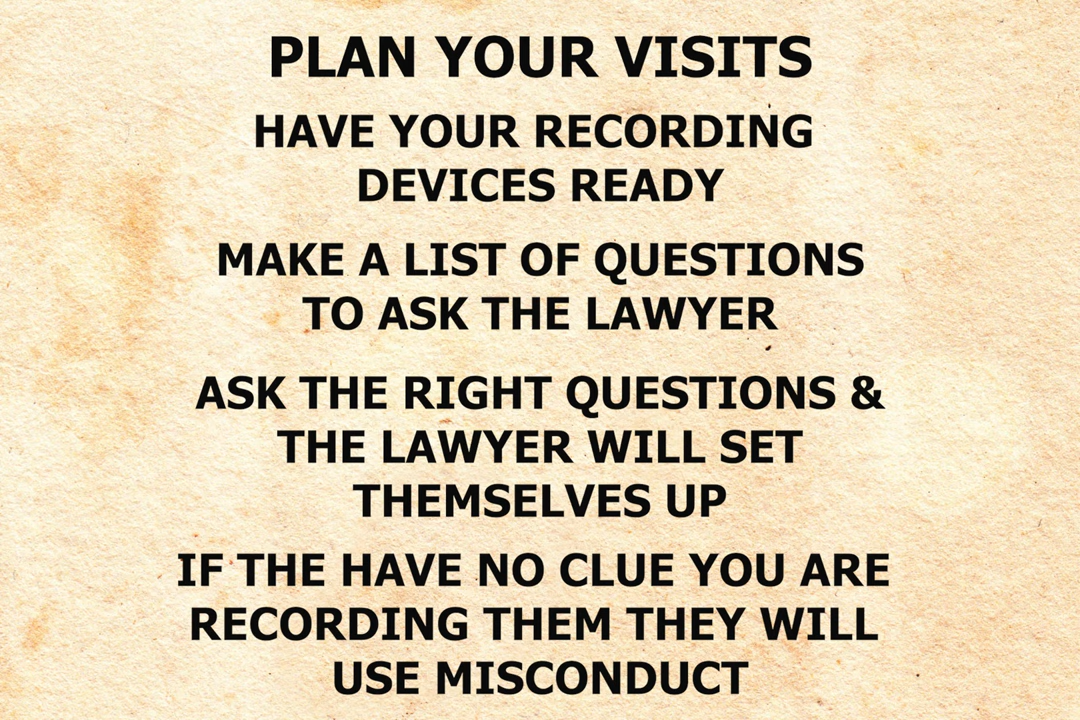 PLAN YOUR VISITS
HAVE YOUR RECORDING
DEVICES READY
MAKE A LIST OF QUESTIONS
TO ASK THE LAWYER
ASK THE RIGHT QUESTIONS &
THE LAWYER WILL SET
THEMSELVES UP
IF THE HAVE NO CLUE YOU ARE
RECORDING THEM THEY WILL
USE MISCONDUCT